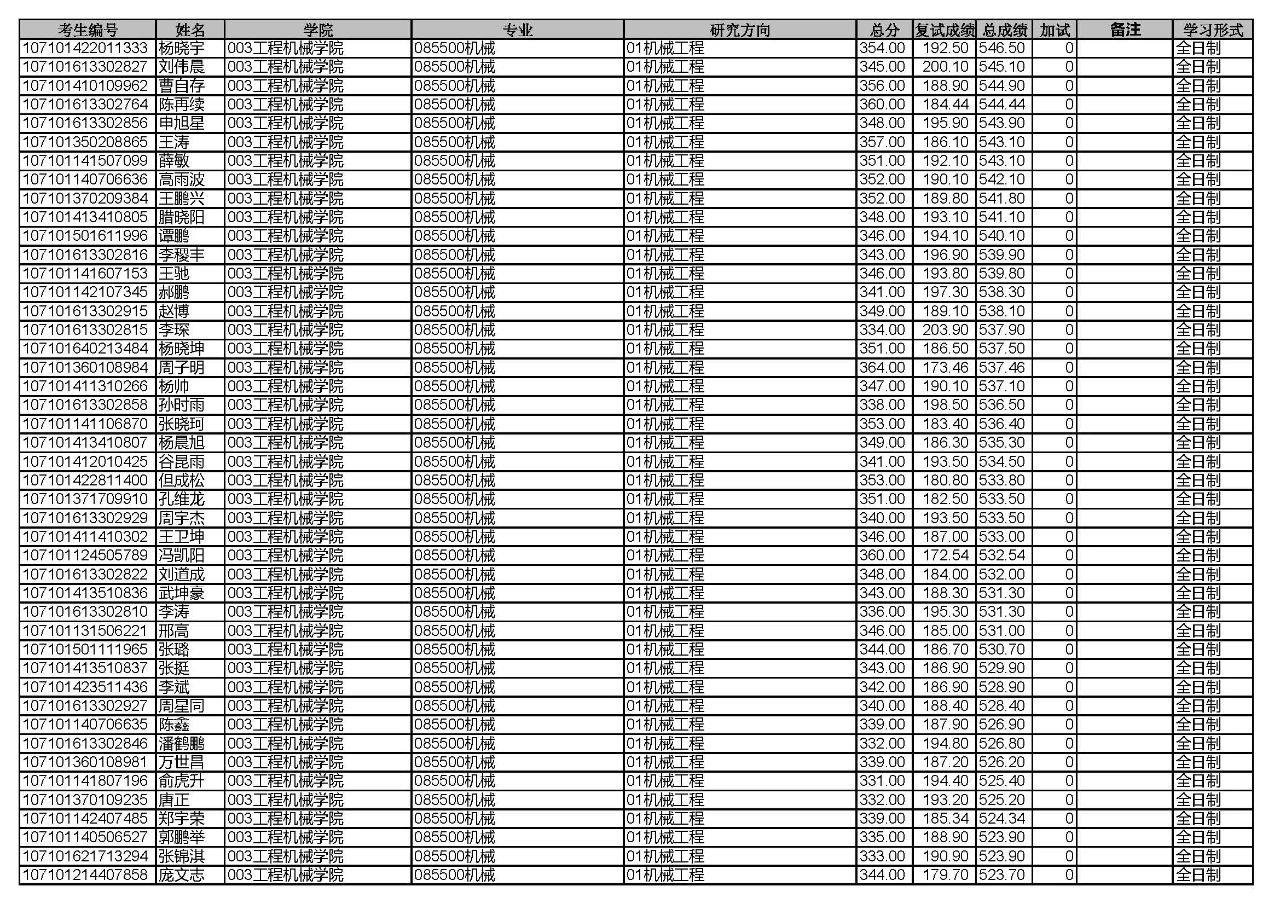 考生编号 姓名 学院 专业 研究方向 总分 复试成绩 总成绩 加试 备注 学习形式
107101422011333 杨晓宇 003工程机械学院 085500机械 01机械工程 354.00 192.50 546.50 0 全日制
107101613302827 刘伟晨 003工程机械学院 085500机械 01机械工程 345.00 200.10 545.10 0 全日制
107101410109962 曹自存 003工程机械学院 085500机械 01机械工程 356.00 188.90 544.90 0 全日制
107101613302764 陈再续 003工程机械学院 085500机械 01机械工程 360.00 184.44 544.44 0 全日制
107101613302856 申旭星 003工程机械学院 085500机械 01机械工程 348.00 195.90 543.90 0 全日制
107101350208865 王涛 003工程机械学院 085500机械 01机械工程 357.00 186.10 543.10 0 全日制
107101141507099 薛敏 003工程机械学院 085500机械 01机械工程 351.00 192.10 543.10 0 全日制
107101140706636 高雨波 003工程机械学院 085500机械 01机械工程 352.00 190.10 542.10 0 全日制
107101370209384 王鹏兴 003工程机械学院 085500机械 01机械工程 352.00 189.80 541.80 0 全日制
107101413410805 腊晓阳 003工程机械学院 085500机械 01机械工程 348.00 193.10 541.10 0 全日制
107101501611996 谭鹏 003工程机械学院 085500机械 01机械工程 346.00 194.10 540.10 0 全日制
107101613302816 李稷丰 003工程机械学院 085500机械 01机械工程 343.00 196.90 539.90 0 全日制
107101141607153 王驰 003工程机械学院 085500机械 01机械工程 346.00 193.80 539.80 0 全日制
107101142107345 郝鹏 003工程机械学院 085500机械 01机械工程 341.00 197.30 538.30 0 全日制
107101613302915 赵博 003工程机械学院 085500机械 01机械工程 349.00 189.10 538.10 0 全日制
107101613302815 李琛 003工程机械学院 085500机械 01机械工程 334.00 203.90 537.90 0 全日制
107101640213484 杨晓坤 003工程机械学院 085500机械 01机械工程 351.00 186.50 537.50 0 全日制
107101360108984 周子明 003工程机械学院 085500机械 01机械工程 364.00 173.46 537.46 0 全日制
107101411310266 杨帅 003工程机械学院 085500机械 01机械工程 347.00 190.10 537.10 0 全日制
107101613302858 孙时雨 003工程机械学院 085500机械 01机械工程 338.00 198.50 536.50 0 全日制
107101141106870 张晓珂 003工程机械学院 085500机械 01机械工程 353.00 183.40 536.40 0 全日制
107101413410807 杨晨旭 003工程机械学院 085500机械 01机械工程 349.00 186.30 535.30 0 全日制
107101412010425 谷昆雨 003工程机械学院 085500机械 01机械工程 341.00 193.50 534.50 0 全日制
107101422811400 但成松 003工程机械学院 085500机械 01机械工程 353.00 180.80 533.80 0 全日制
107101371709910 孔维龙 003工程机械学院 085500机械 01机械工程 351.00 182.50 533.50 0 全日制
107101613302929 周宇杰 003工程机械学院 085500机械 01机械工程 340.00 193.50 533.50 0 全日制
107101411410302 王卫坤 003工程机械学院 085500机械 01机械工程 346.00 187.00 533.00 0 全日制
107101124505789 冯凯阳 003工程机械学院 085500机械 01机械工程 360.00 172.54 532.54 0 全日制
107101613302822 刘道成 003工程机械学院 085500机械 01机械工程 348.00 184.00 532.00 0 全日制
107101413510836 武坤豪 003工程机械学院 085500机械 01机械工程 343.00 188.30 531.30 0 全日制
107101613302810 李涛 003工程机械学院 085500机械 01机械工程 336.00 195.30 531.30 0 全日制
107101131506221 邢高 003工程机械学院 085500机械 01机械工程 346.00 185.00 531.00 0 全日制
107101501111965 张璐 003工程机械学院 085500机械 01机械工程 344.00 186.70 530.70 0 全日制
107101413510837 张挺 003工程机械学院 085500机械 01机械工程 343.00 186.90 529.90 0 全日制
107101423511436 李斌 003工程机械学院 085500机械 01机械工程 342.00 186.90 528.90 0 全日制
107101613302927 周星同 003工程机械学院 085500机械 01机械工程 340.00 188.40 528.40 0 全日制
107101140706635 陈鑫 003工程机械学院 085500机械 01机械工程 339.00 187.90 526.90 0 全日制
107101613302846 潘鹤鹏 003工程机械学院 085500机械 01机械工程 332.00 194.80 526.80 0 全日制
107101360108981 万世昌 003工程机械学院 085500机械 01机械工程 339.00 187.20 526.20 0 全日制
107101141807196 俞虎升 003工程机械学院 085500机械 01机械工程 331.00 194.40 525.40 0 全日制
107101370109235 唐正 003工程机械学院 085500机械 01机械工程 332.00 193.20 525.20 0 全日制
107101142407485 郑宇荣 003工程机械学院 085500机械 01机械工程 339.00 185.34 524.34 0 全日制
107101140506527 郭鹏举 003工程机械学院 085500机械 01机械工程 335.00 188.90 523.90 0 全日制
107101621713294 张锦淇 003工程机械学院 085500机械 01机械工程 333.00 190.90 523.90 0 全日制
107101214407858 庞文志 003工程机械学院 085500机械 01机械工程 344.00 179.70 523.70 0 全日制